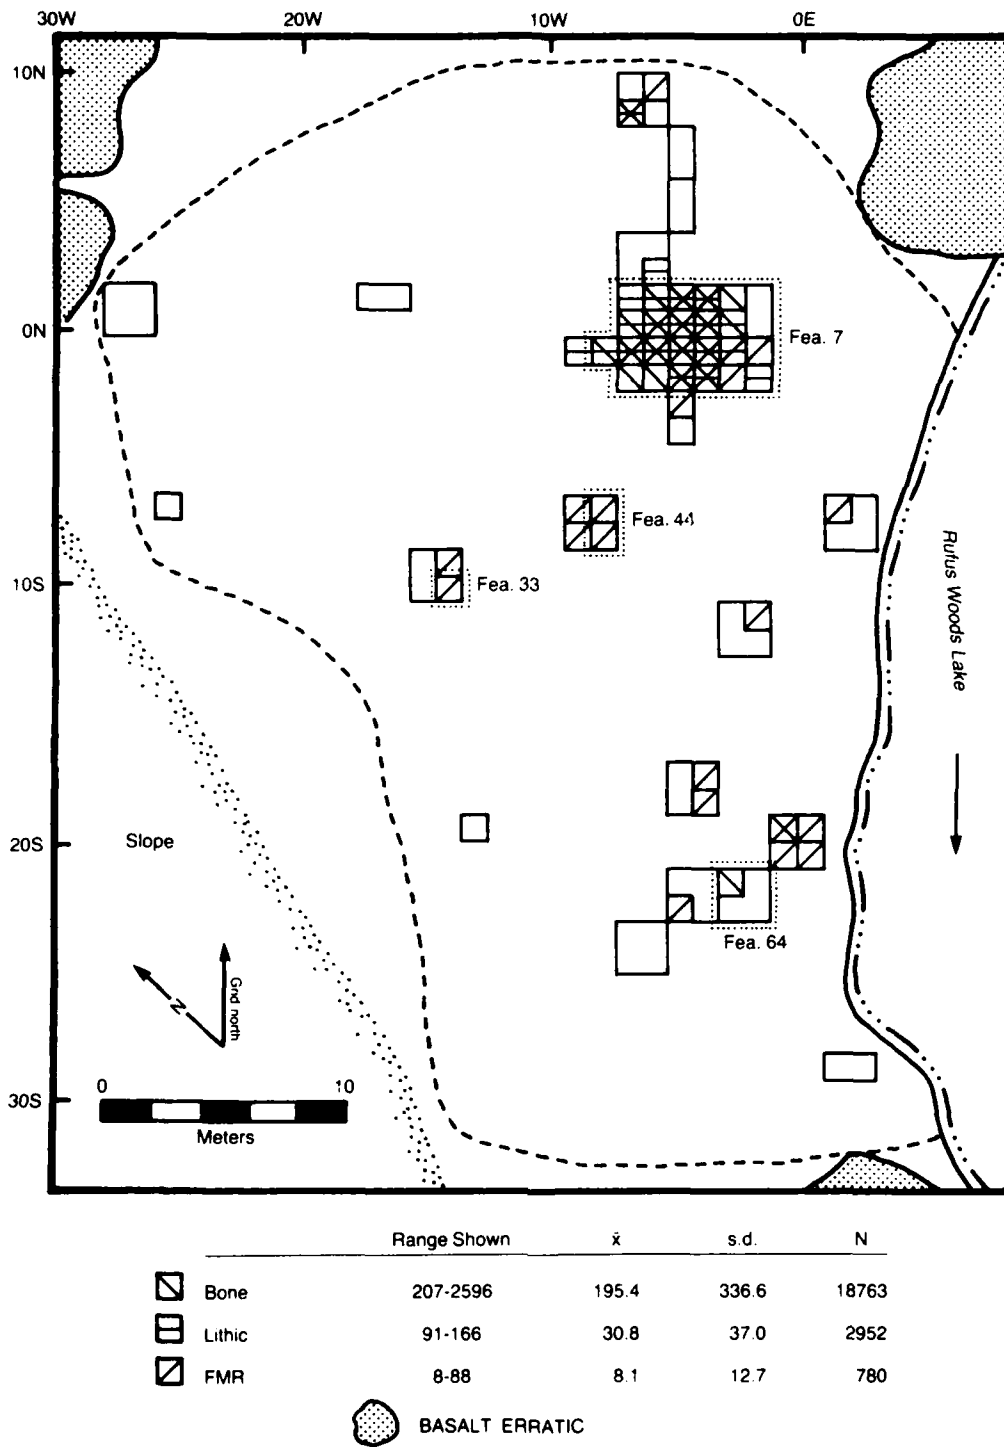 30W 20W 10W 0E
10N
0N
Fea. 7
Fea. 44
Fea. 33
10S
Rufus Woods Lake
20S
Slope
Fea. 64
N
Grid north
0 10
30S
Meters
Range Shown x̄ s.d. N
Bone 207-2596 195.4 336.6 18763
Lithic 91-166 30.8 37.0 2952
FMR 8-88 8.1 12.7 780
BASALT ERRATIC